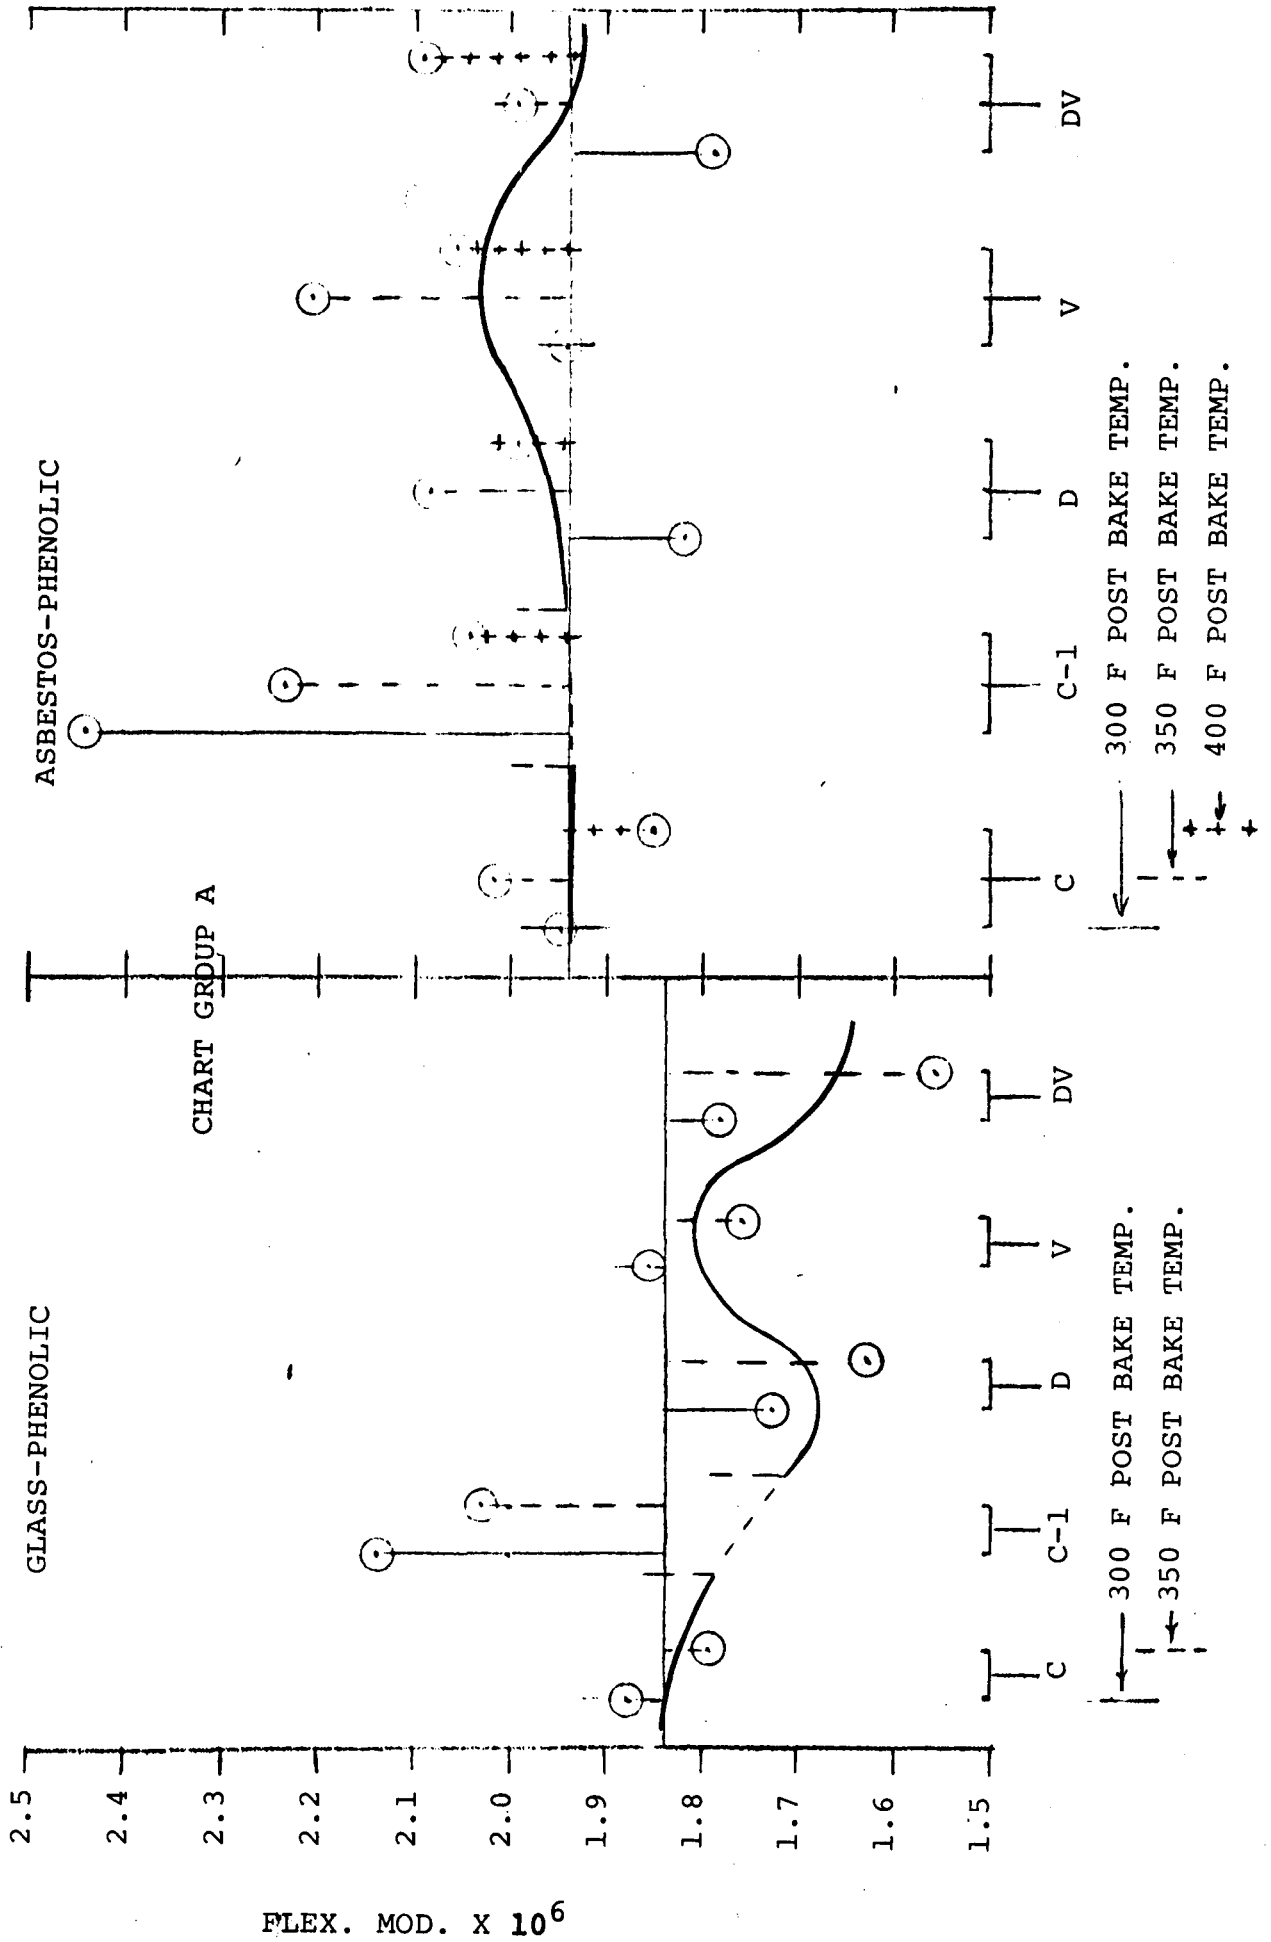 CHART GROUP A
GLASS-PHENOLIC
ASBESTOS-PHENOLIC
FLEX. MOD. X 10⁶
2.5
2.4
2.3
2.2
2.1
2.0
1.9
1.8
1.7
1.6
1.5
C
C-1
D
V
DV
C
C-1
D
V
DV
300 F POST BAKE TEMP.
350 F POST BAKE TEMP.
300 F POST BAKE TEMP.
350 F POST BAKE TEMP.
400 F POST BAKE TEMP.